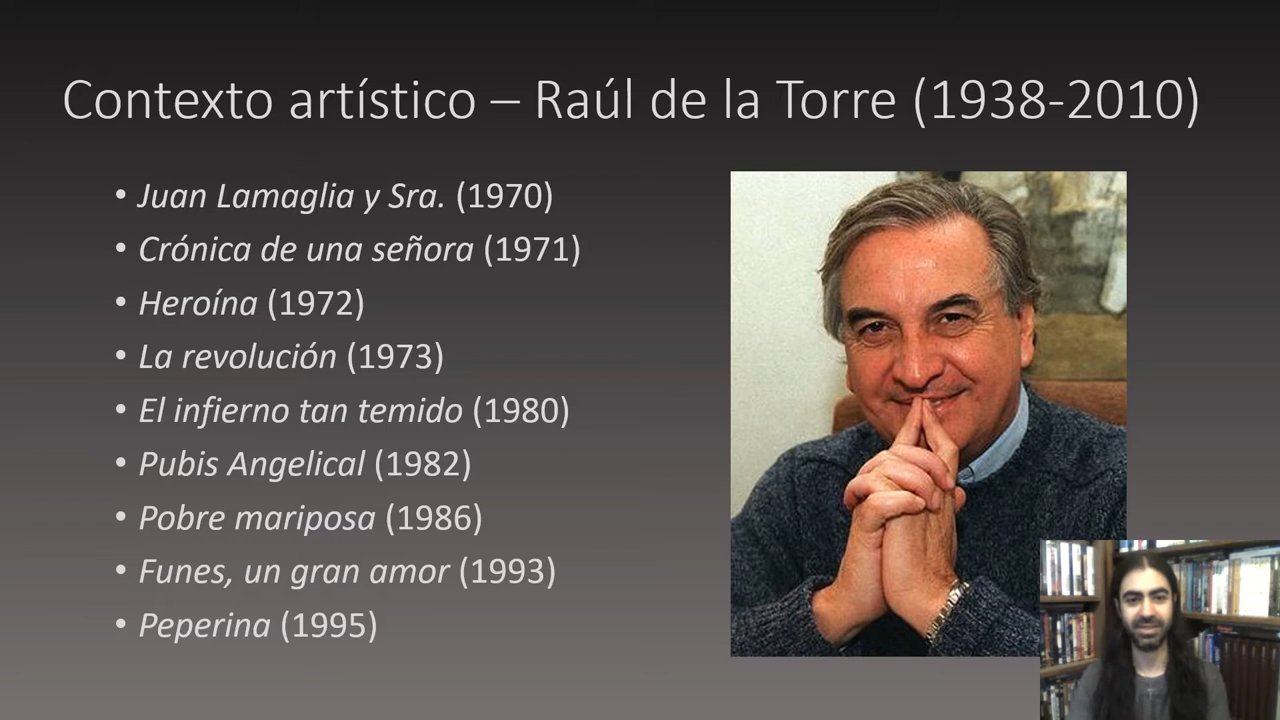 Contexto artístico – Raúl de la Torre (1938-2010)
• Juan Lamaglia y Sra. (1970)
• Crónica de una señora (1971)
• Heroína (1972)
• La revolución (1973)
• El infierno tan temido (1980)
• Pubis Angelical (1982)
• Pobre mariposa (1986)
• Funes, un gran amor (1993)
• Peperina (1995)